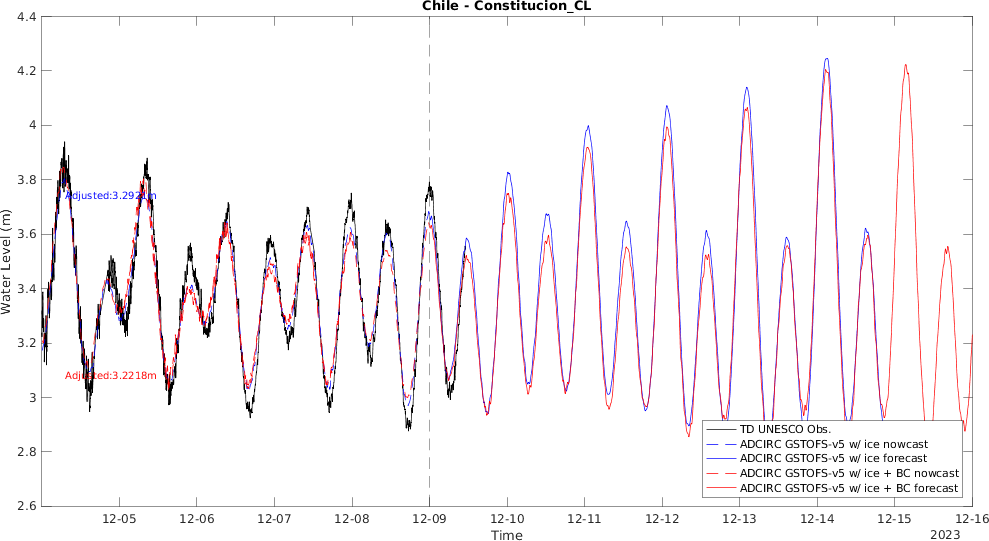 Chile - Constitucion_CL
4.4
4.2
4
3.8
3.6
3.4
3.2
3
2.8
2.6
Water Level (m)
Adjusted:3.292 m
Adjusted:3.2218m
TD UNESCO Obs.
ADCIRC GSTOFS-v5 w/ ice nowcast
ADCIRC GSTOFS-v5 w/ ice forecast
ADCIRC GSTOFS-v5 w/ ice + BC nowcast
ADCIRC GSTOFS-v5 w/ ice + BC forecast
12-05 12-06 12-07 12-08 12-09 12-10 12-11 12-12 12-13 12-14 12-15 12-16
Time
2023